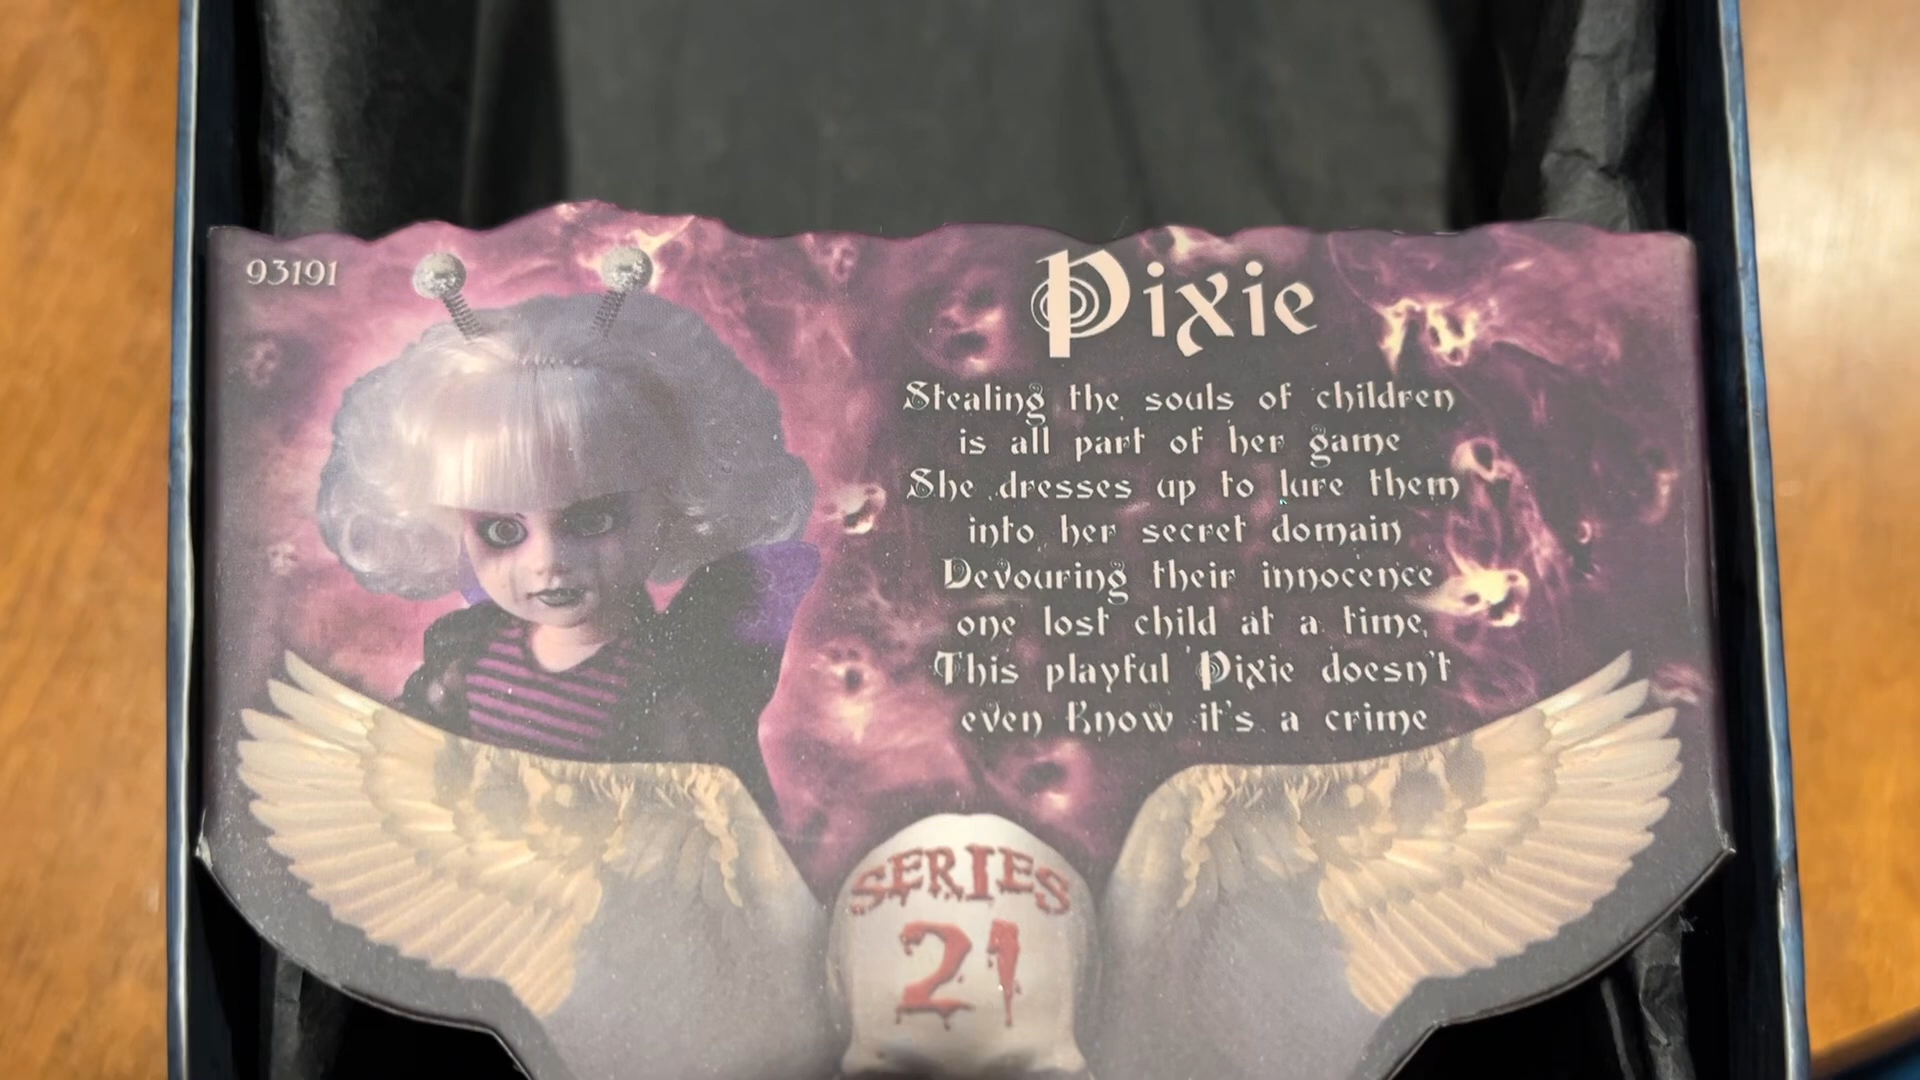 93191
Pixie
Stealing the souls of children
is all part of her game
She dresses up to lure them
into her secret domain
Devouring their innocence
one lost child at a time,
This playful Pixie doesn't
even know it's a crime
SERIES
21